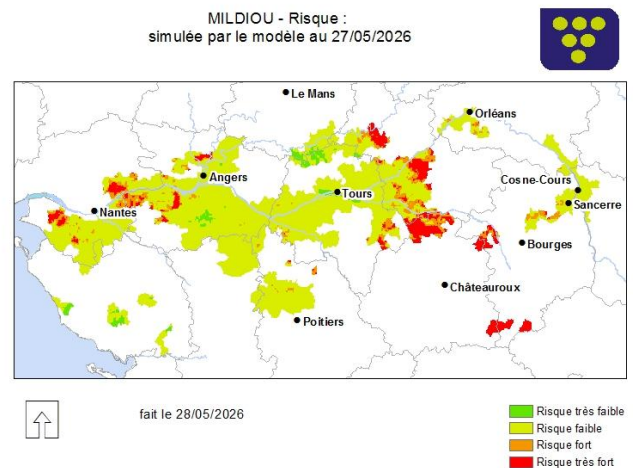 MILDIOU - Risque :
simulée par le modèle au 27/05/2026
Le Mans
Orléans
Angers
Cosne-Cours
Tours
Sancerre
Nantes
Bourges
Châteauroux
Poitiers
fait le 28/05/2026
Risque très faible
Risque faible
Risque fort
Risque très fort